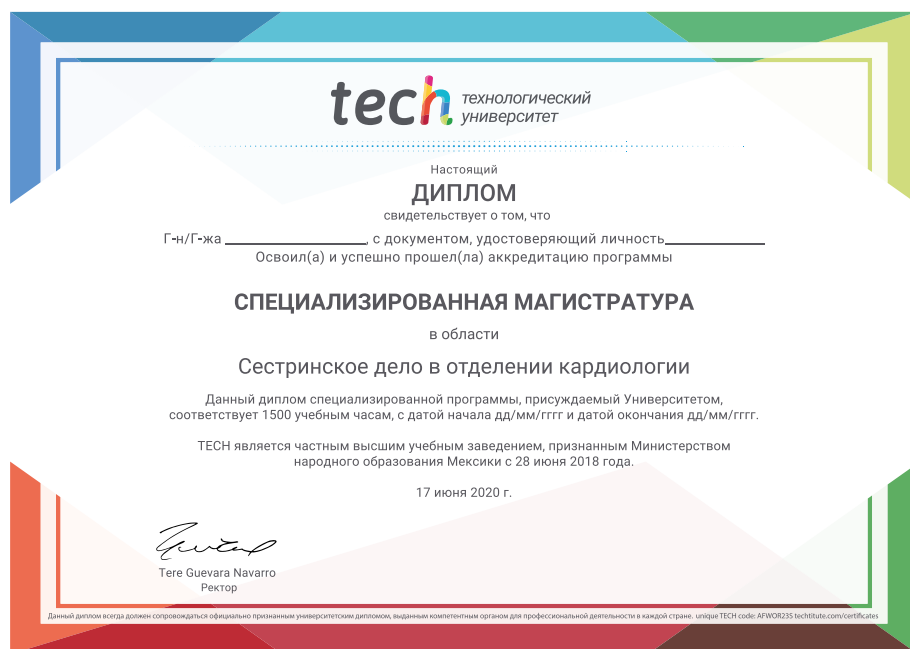 tech технологический
университет
Настоящий
ДИПЛОМ
свидетельствует о том, что
Г-н/Г-жа ____________________, с документом, удостоверяющий личность______________
Освоил(а) и успешно прошел(ла) аккредитацию программы
СПЕЦИАЛИЗИРОВАННАЯ МАГИСТРАТУРА
в области
Сестринское дело в отделении кардиологии
Данный диплом специализированной программы, присуждаемый Университетом,
соответствует 1500 учебным часам, с датой начала дд/мм/гггг и датой окончания дд/мм/гггг.
TECH является частным высшим учебным заведением, признанным Министерством
народного образования Мексики с 28 июня 2018 года.
17 июня 2020 г.
Tere Guevara Navarro
Ректор
Данный диплом всегда должен сопровождаться официально признанным университетским дипломом, выданным компетентным органом для профессиональной деятельности в каждой стране. unique TECH code: AFWOR23S techtitute.com/certificates